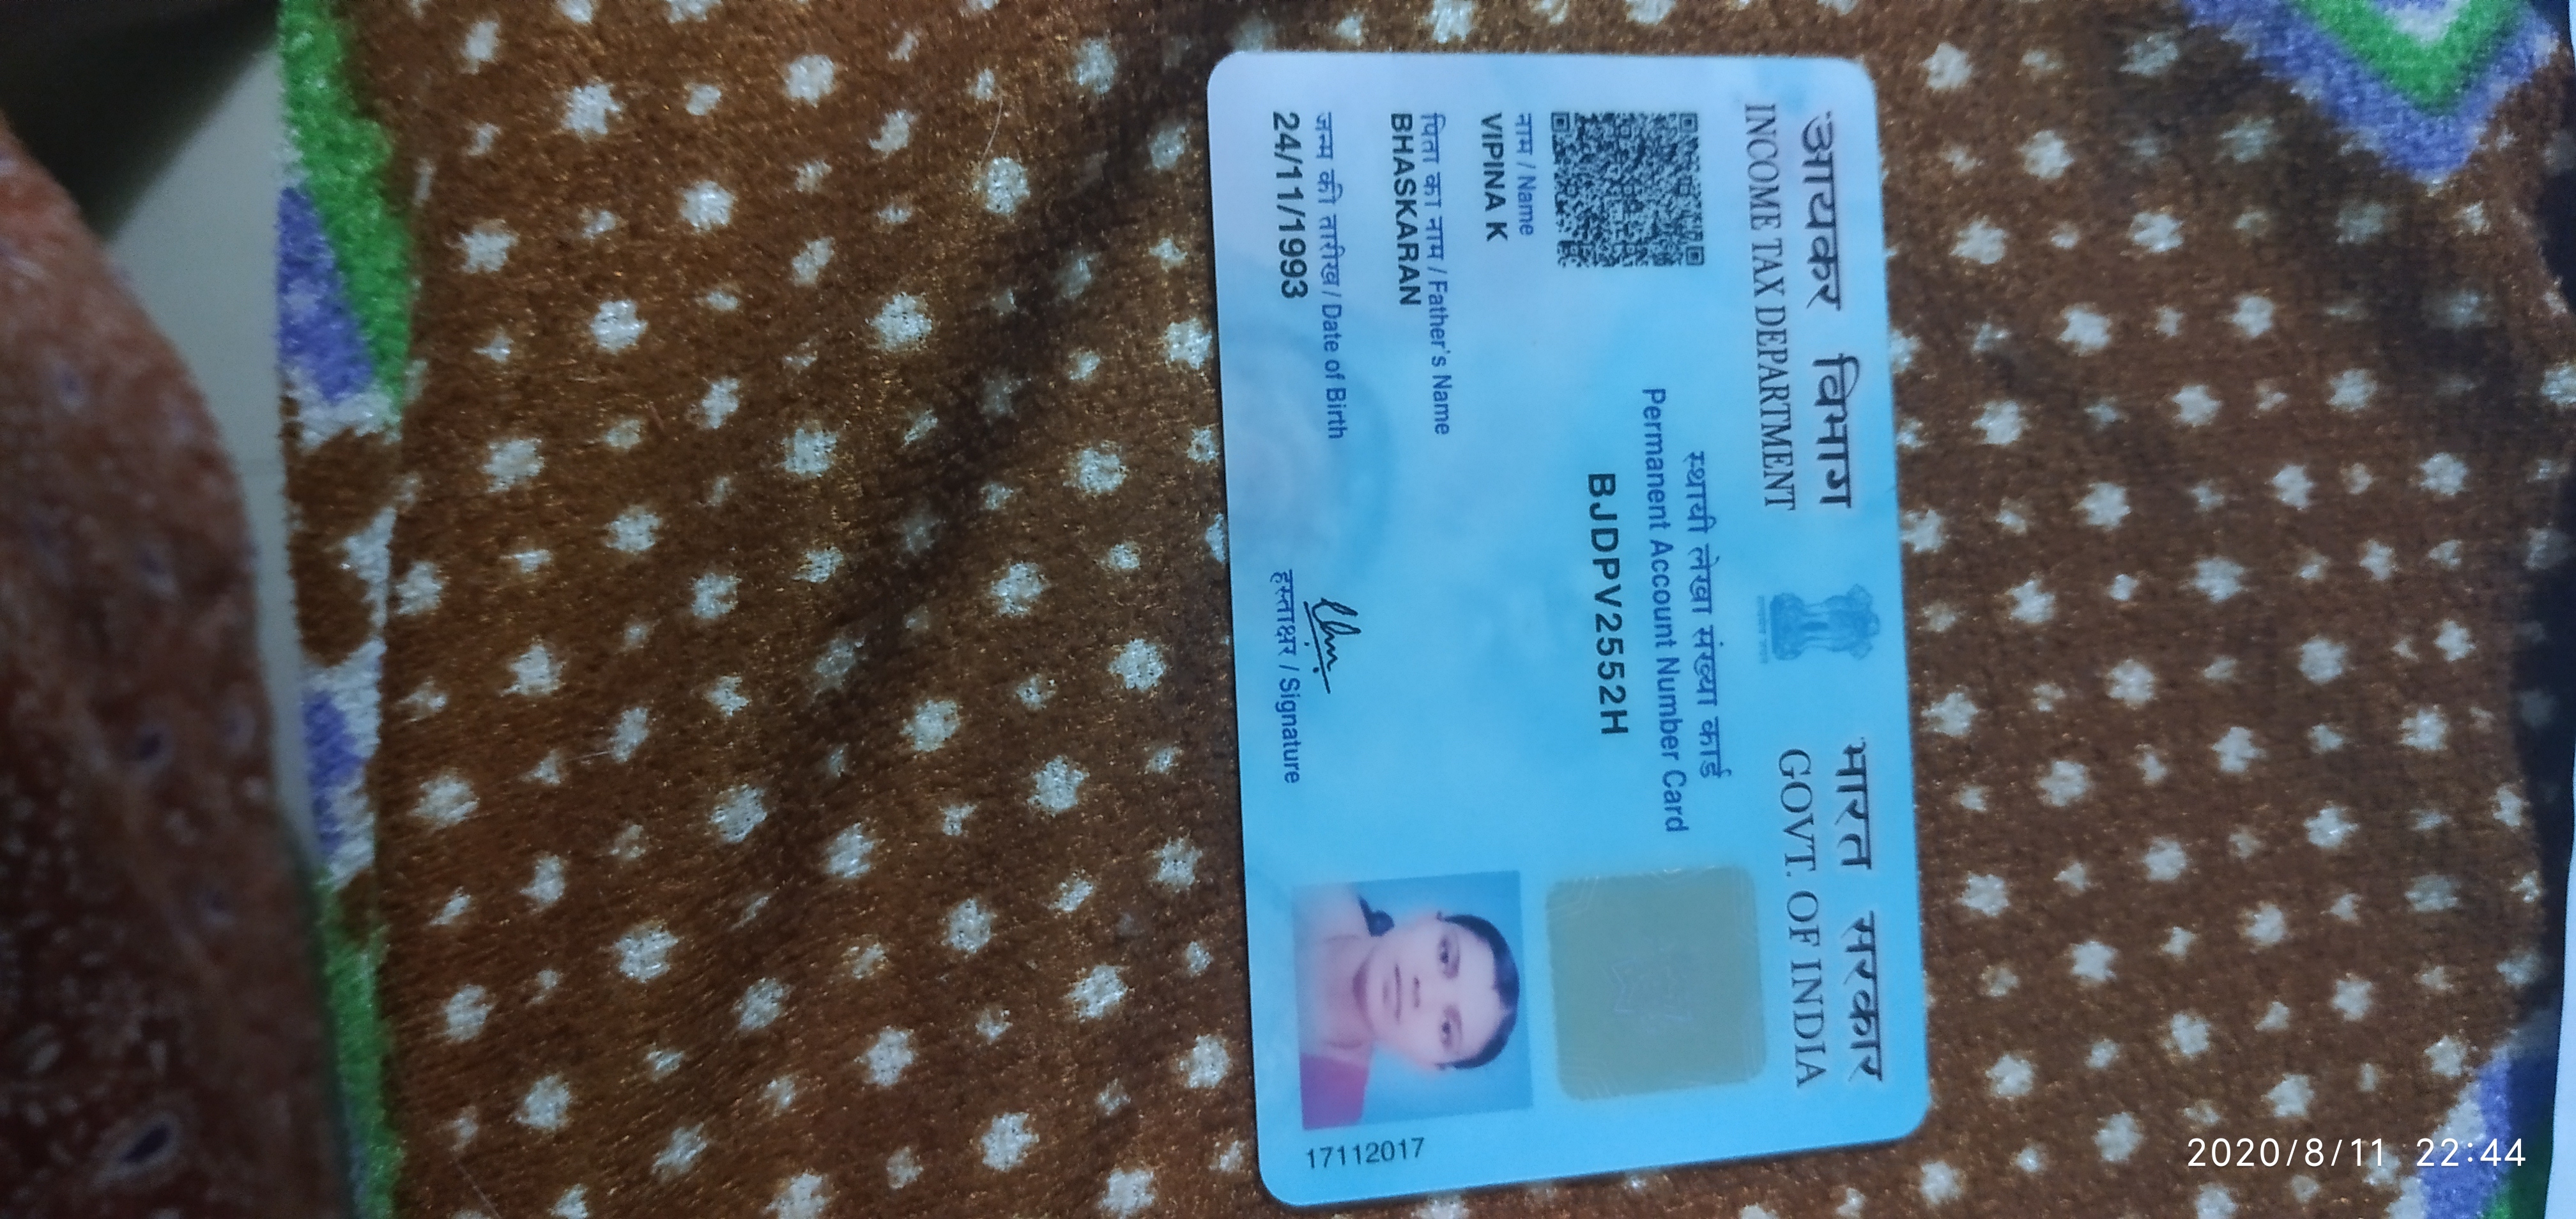 आयकर विभाग
INCOME TAX DEPARTMENT
भारत सरकार
GOVT. OF INDIA
स्थायी लेखा संख्या कार्ड
Permanent Account Number Card
BJDPV2552H
नाम / Name
VIPINA K
पिता का नाम / Father's Name
BHASKARAN
जन्म की तारीख / Date of Birth
24/11/1993
हस्ताक्षर / Signature
17112017
2020/8/11 22:44